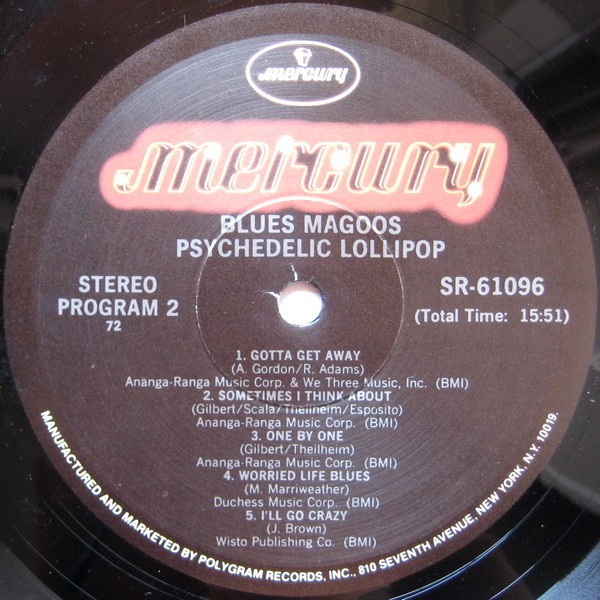 mercury
mercury
BLUES MAGOOS
PSYCHEDELIC LOLLIPOP
STEREO
PROGRAM 2
72
SR-61096
(Total Time: 15:51)
1. GOTTA GET AWAY
(A. Gordon/R. Adams)
Ananga-Ranga Music Corp. & We Three Music, Inc. (BMI)
2. SOMETIMES I THINK ABOUT
(Gilbert/Scala/Theilheim/Esposito)
Ananga-Ranga Music Corp. (BMI)
3. ONE BY ONE
(Gilbert/Theilheim)
Ananga-Ranga Music Corp. (BMI)
4. WORRIED LIFE BLUES
(M. Marriweather)
Duchess Music Corp. (BMI)
5. I'LL GO CRAZY
(J. Brown)
Wisto Publishing Co. (BMI)
MANUFACTURED AND MARKETED BY POLYGRAM RECORDS, INC., 810 SEVENTH AVENUE, NEW YORK, N.Y. 10019.